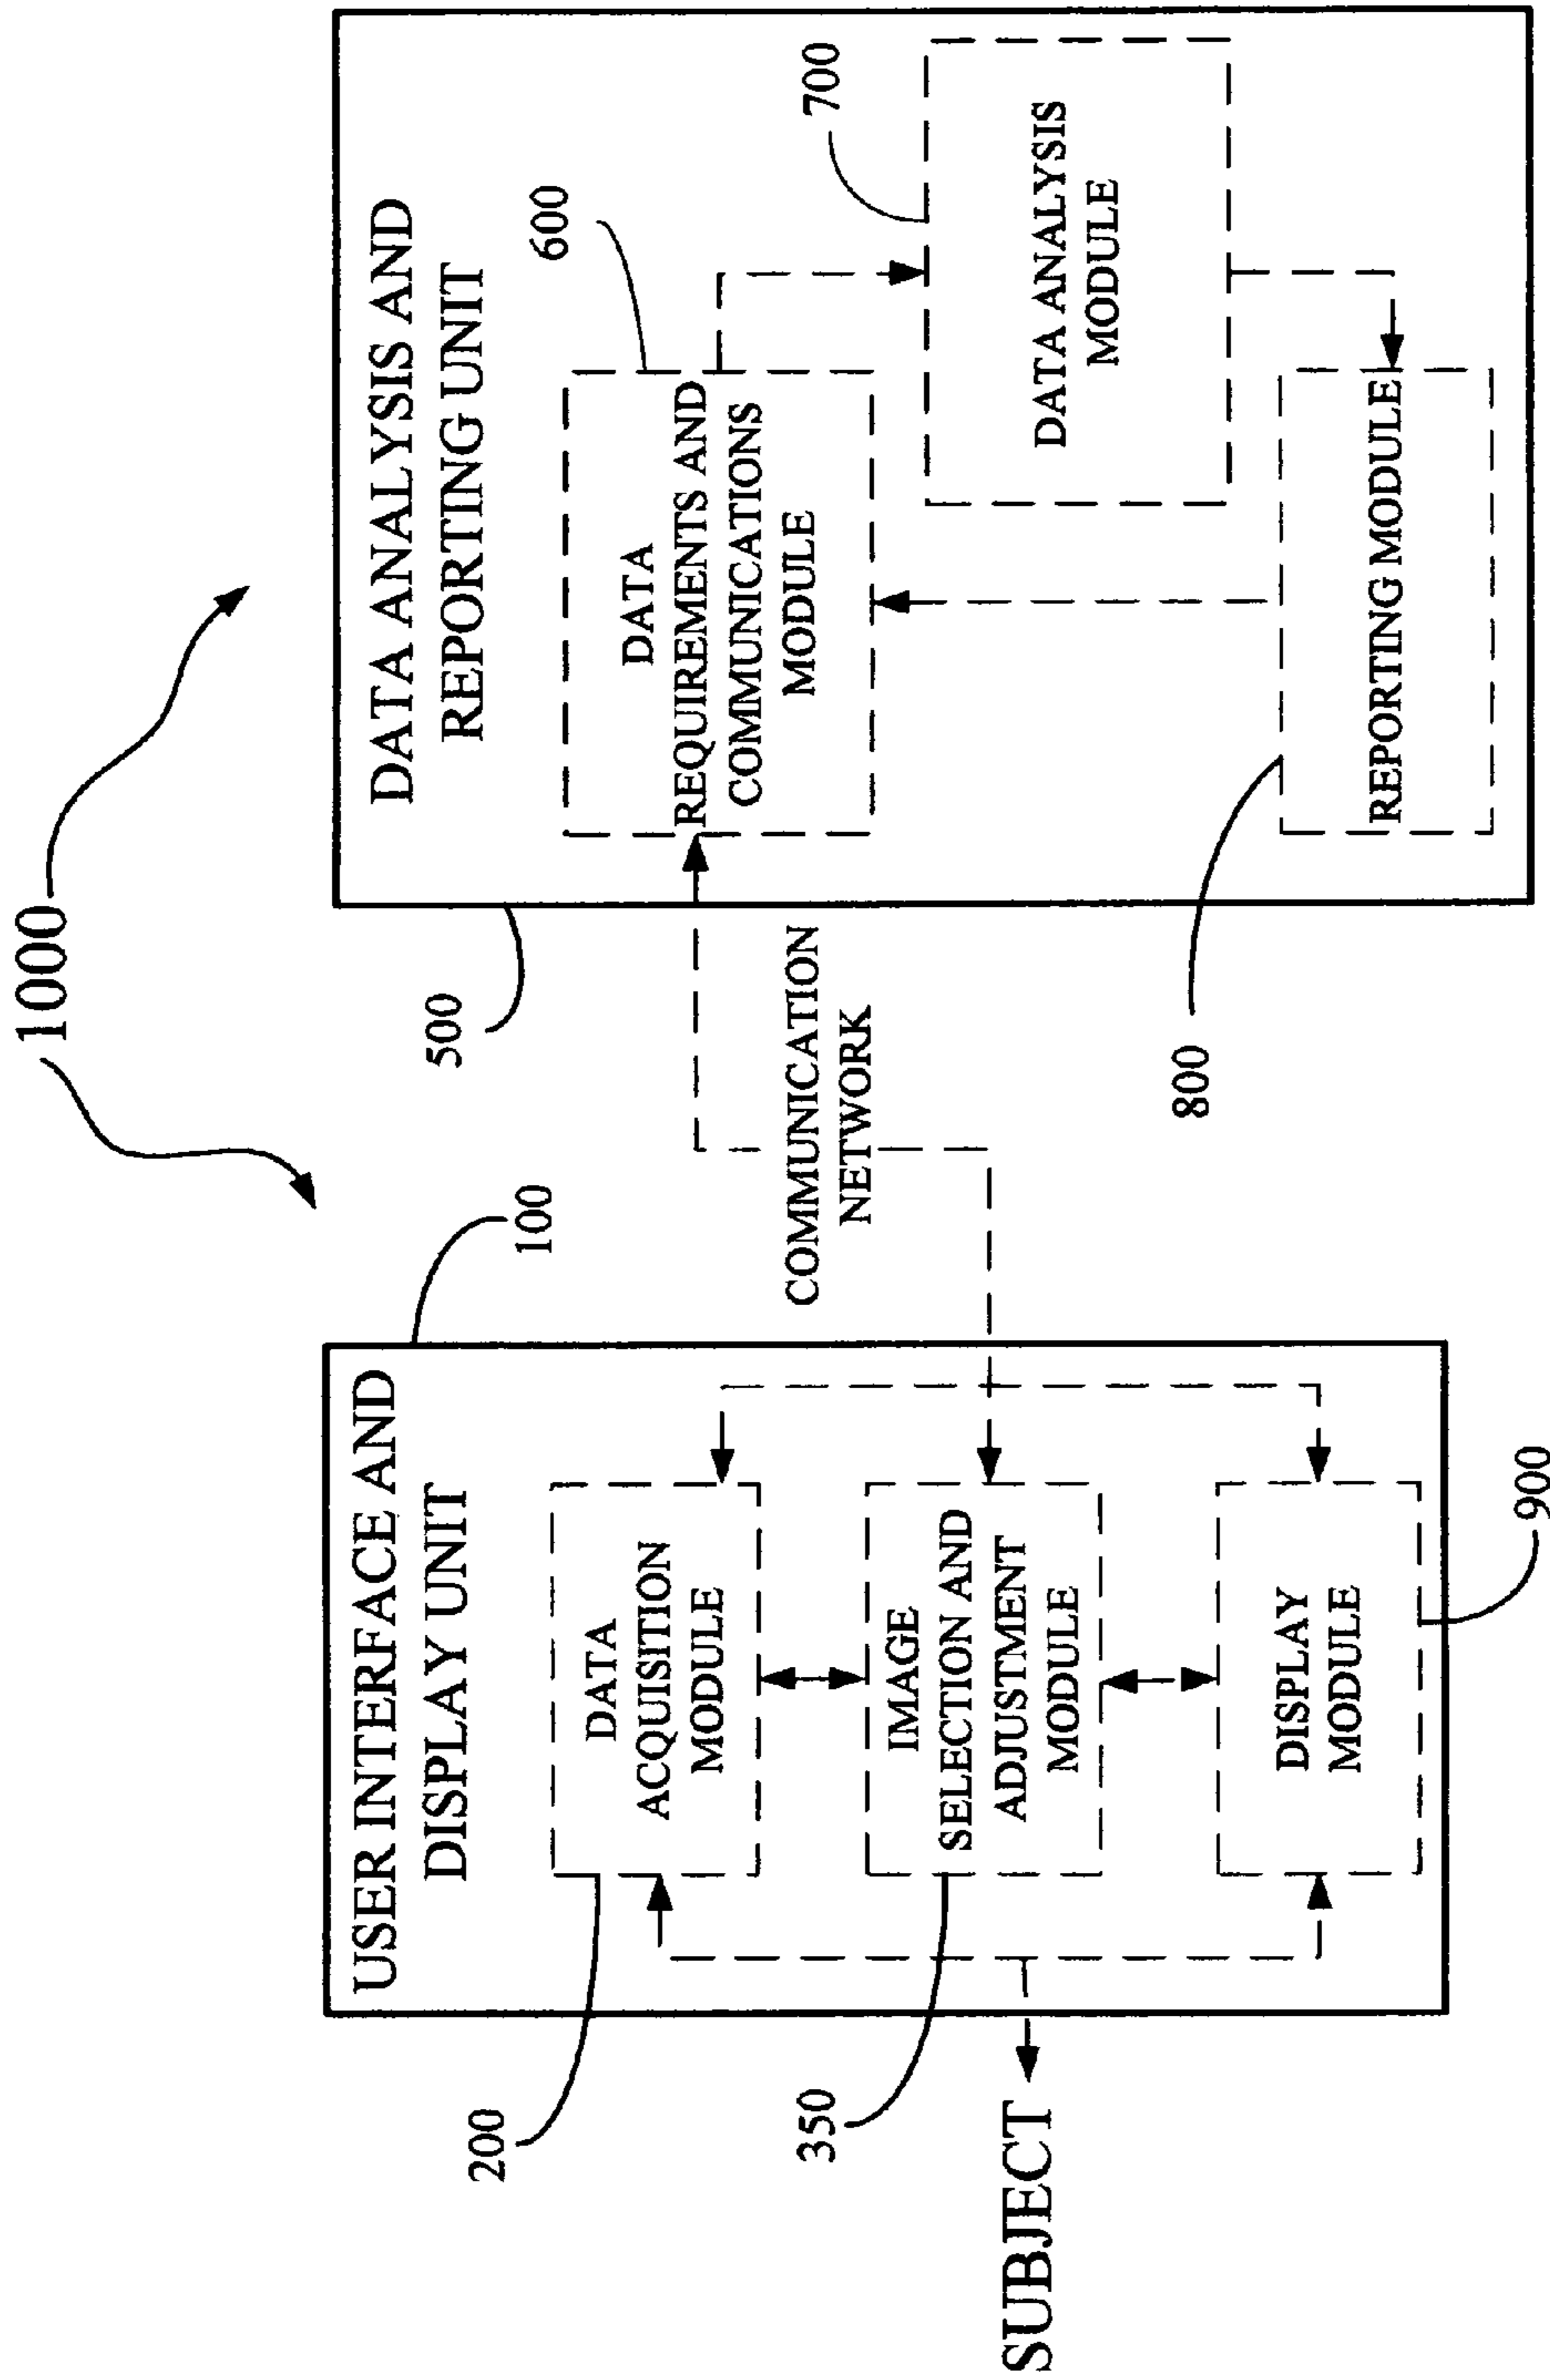 1000
USER INTERFACE AND
DISPLAY UNIT
100
DATA
ACQUISITION
MODULE
200
IMAGE
SELECTION AND
ADJUSTMENT
MODULE
350
DISPLAY
MODULE
900
SUBJECT
COMMUNICATION
NETWORK
DATA ANALYSIS AND
REPORTING UNIT
500
DATA
REQUIREMENTS AND
COMMUNICATIONS
MODULE
600
DATA ANALYSIS
MODULE
700
REPORTING MODULE
800